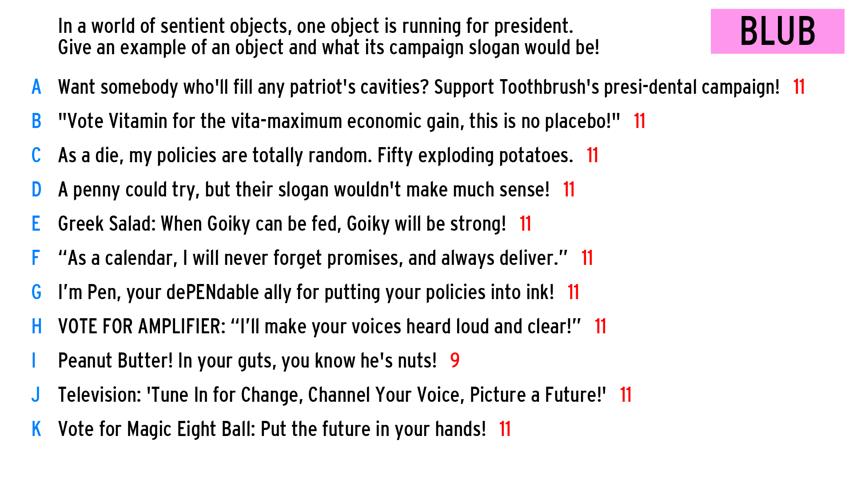 In a world of sentient objects, one object is running for president.
Give an example of an object and what its campaign slogan would be!
BLUB
A Want somebody who'll fill any patriot's cavities? Support Toothbrush's presi-dental campaign! 11
B "Vote Vitamin for the vita-maximum economic gain, this is no placebo!" 11
C As a die, my policies are totally random. Fifty exploding potatoes. 11
D A penny could try, but their slogan wouldn't make much sense! 11
E Greek Salad: When Goiky can be fed, Goiky will be strong! 11
F “As a calendar, I will never forget promises, and always deliver.” 11
G I’m Pen, your dePENdable ally for putting your policies into ink! 11
H VOTE FOR AMPLIFIER: “I’ll make your voices heard loud and clear!” 11
I Peanut Butter! In your guts, you know he's nuts! 9
J Television: 'Tune In for Change, Channel Your Voice, Picture a Future!' 11
K Vote for Magic Eight Ball: Put the future in your hands! 11